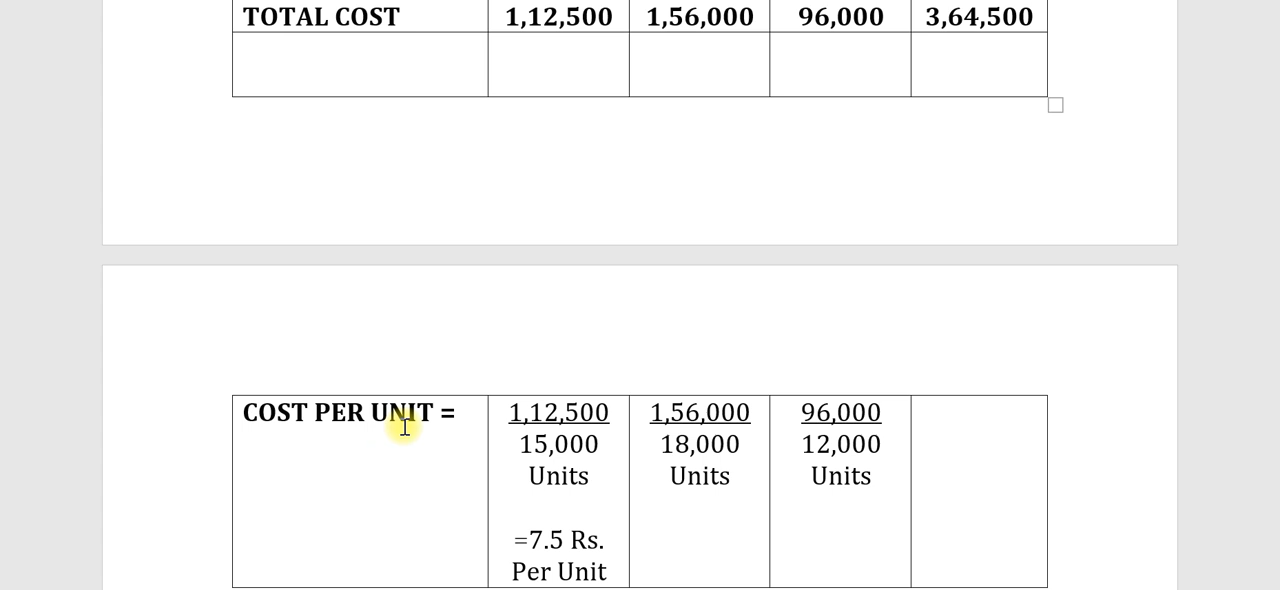 TOTAL COST 1,12,500 1,56,000 96,000 3,64,500
COST PER UNIT = 1,12,500 1,56,000 96,000
15,000 18,000 12,000
Units Units Units
=7.5 Rs.
Per Unit